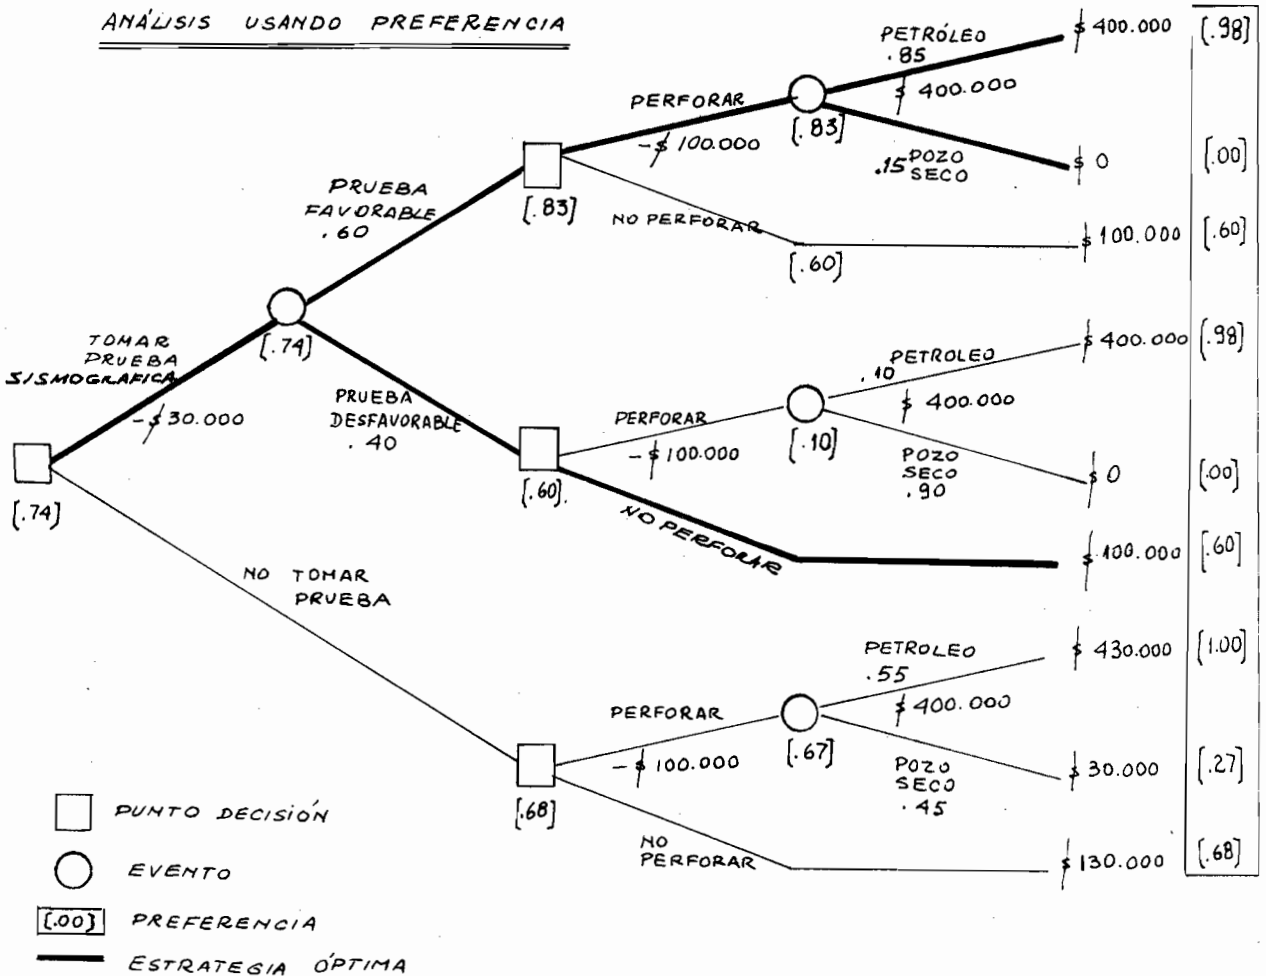 ANÁLISIS USANDO PREFERENCIA
PETRÓLEO
.85
$ 400.000
$ 400.000 [.98]
PERFORAR
-$ 100.000
[.83]
.15 POZO
SECO
$ 0 [.00]
[.83]
NO PERFORAR
[.60]
$ 100.000 [.60]
PRUEBA
FAVORABLE
.60
TOMAR
PRUEBA
SISMOGRAFICA
-$ 30.000
[.74]
[.74]
PRUEBA
DESFAVORABLE
.40
PETROLEO
.10
$ 400.000
$ 400.000 [.98]
PERFORAR
-$ 100.000
[.10]
POZO
SECO
.90
$ 0 [.00]
[.60].
NO PERFORAR
$ 100.000 [.60]
NO TOMAR
PRUEBA
PETROLEO
.55
$ 400.000
$ 430.000 [1.00]
PERFORAR
-$ 100.000
[.67]
POZO
SECO
.45
$ 30.000 [.27]
[.68]
NO
PERFORAR
$ 130.000 [.68]
PUNTO DECISIÓN
EVENTO
[.00] PREFERENCIA
ESTRATEGIA ÓPTIMA